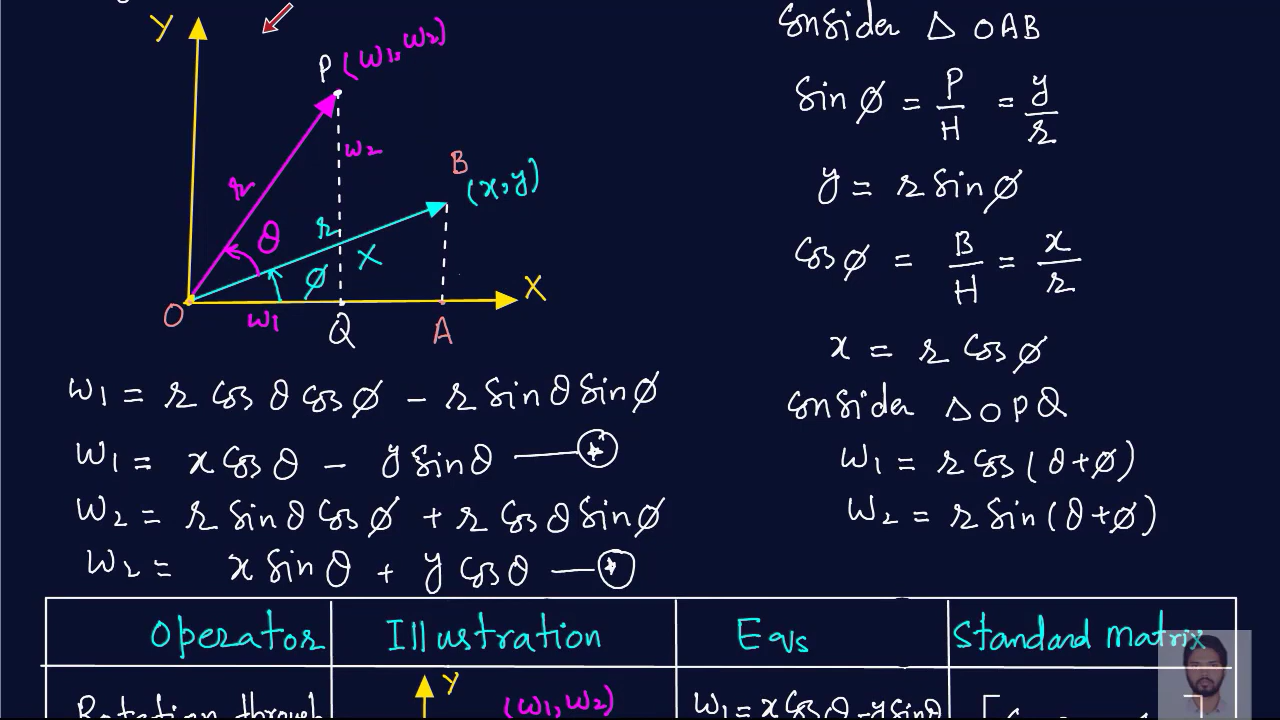 Y
P (w1, w2)
w2
B
(x, y)
r
θ
r
X
φ
X
O
w1
Q
A
w1 = r Cos θ cos φ - r Sin θ Sin φ
w1 = x Cos θ - y Sin θ
w2 = r Sin θ Cos φ + r Cos θ Sin φ
w2 = x Sin θ + y Cos θ
Consider Δ OAB
Sin φ = P/H = y/r
y = r Sin φ
Cos φ = B/H = x/r
x = r Cos φ
Consider Δ OPQ
w1 = r Cos (θ+φ)
w2 = r Sin (θ+φ)
Operator Illustration Eqs Standard matrix
Rotation through
Y
(w1, w2)
w1 = x Cos θ - y Sin θ